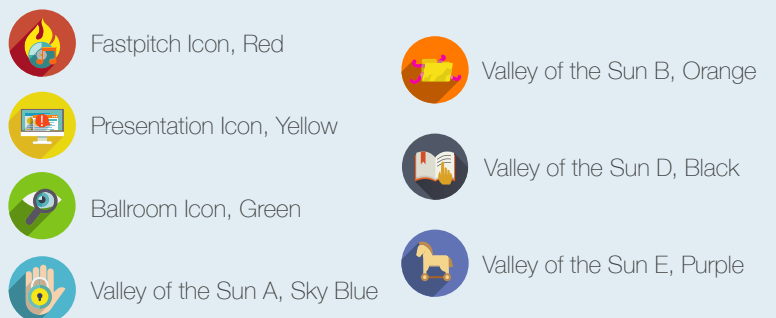 Fastpitch Icon, Red
Presentation Icon, Yellow
Ballroom Icon, Green
Valley of the Sun A, Sky Blue
Valley of the Sun B, Orange
Valley of the Sun D, Black
Valley of the Sun E, Purple